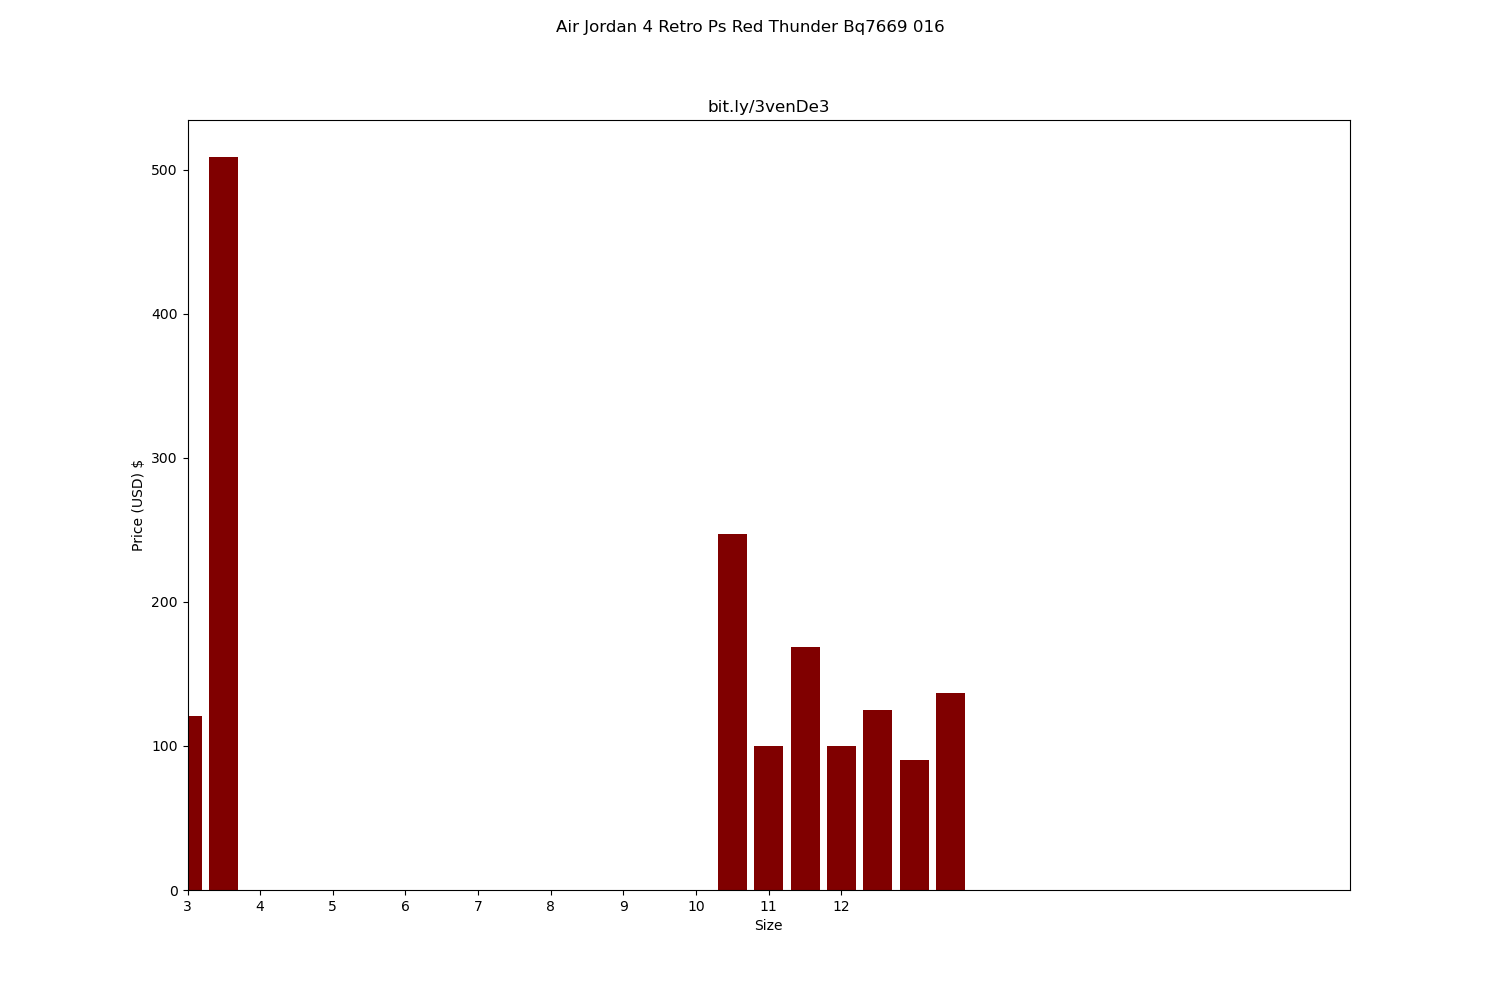 Air Jordan 4 Retro Ps Red Thunder Bq7669 016
bit.ly/3venDe3
500
400
300
200
100
0
Price (USD) $
3 4 5 6 7 8 9 10 11 12
Size